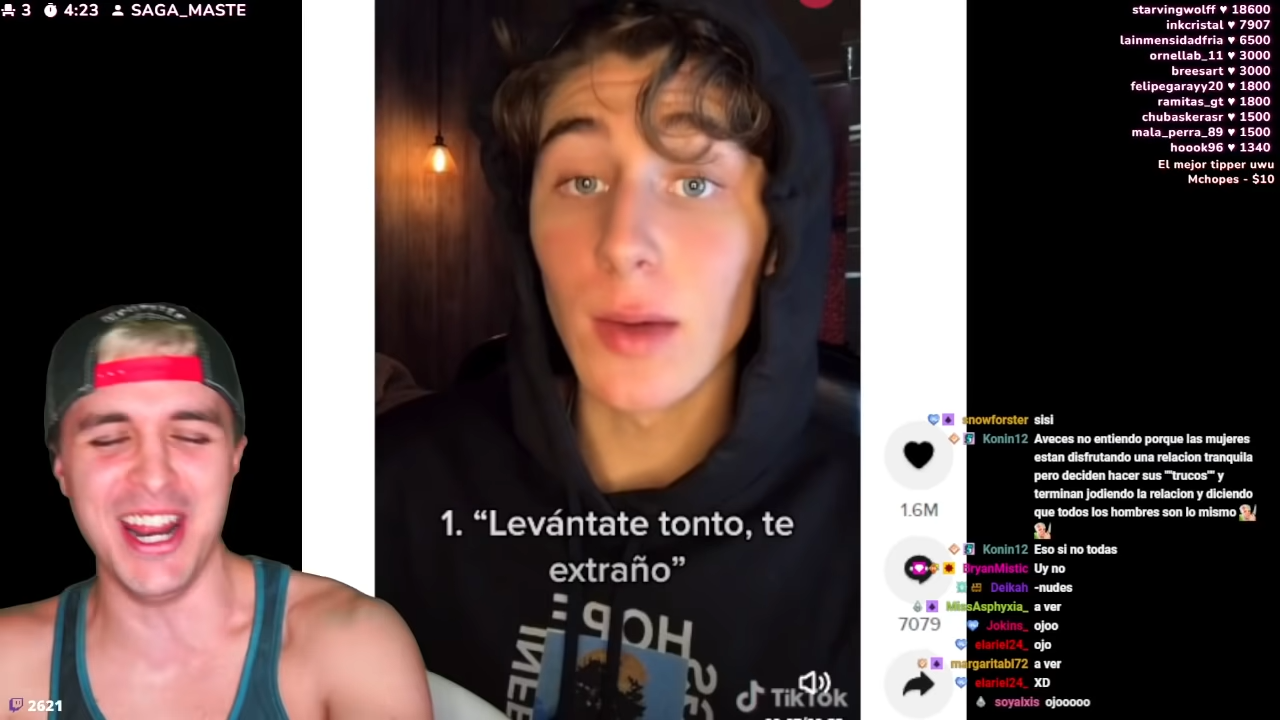 3 4:23 SAGA_MASTE
starvingwolff ♥ 18600
inkcristal ♥ 7907
lainmensidadfria ♥ 6500
ornellab_11 ♥ 3000
breesart ♥ 3000
felipegarayy20 ♥ 1800
ramitas_gt ♥ 1800
chubaskerasr ♥ 1500
mala_perra_89 ♥ 1500
hoook96 ♥ 1340
El mejor tipper uwu
Mchopes - $10
1. “Levántate tonto, te
extraño”
TikTok
1.6M
7079
snowforster sisi
Konin12 Aveces no entiendo porque las mujeres
estan disfrutando una relacion tranquila
pero deciden hacer sus ""trucos"" y
terminan jodiendo la relacion y diciendo
que todos los hombres son lo mismo
Konin12 Eso si no todas
BryanMistic Uy no
Deikah -nudes
MissAsphyxia_ a ver
Jokins_ ojoo
elariel24_ ojo
margaritabl72 a ver
elariel24_ XD
soyalxis ojooooo
2621